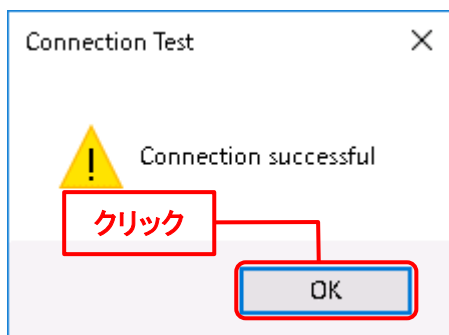 Connection Test
Connection successful
クリック
OK